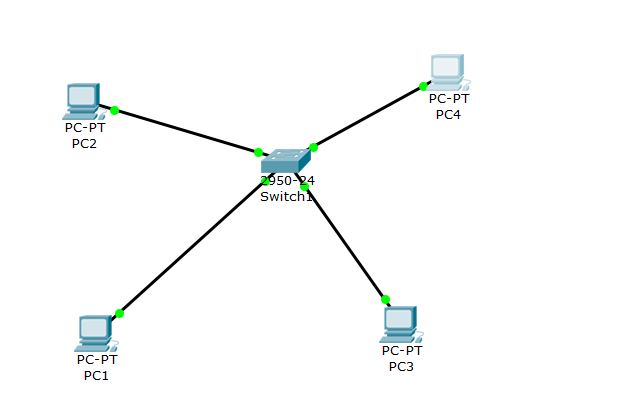 PC-PT
PC4
PC-PT
PC2
2950-24
Switch1
PC-PT
PC3
PC-PT
PC1